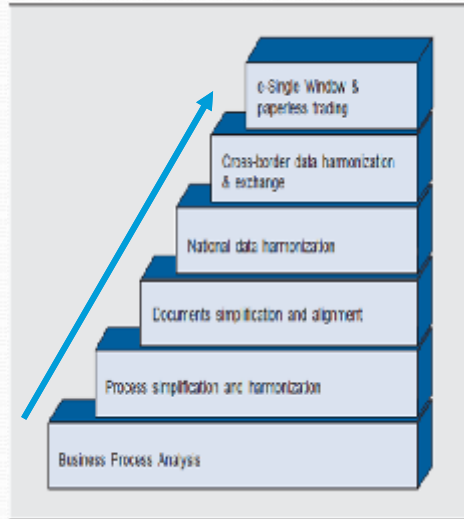 e-Single Window &
paperless trading
Cross-border data harmonization
& exchange
National data harmonization
Documents simplification and alignment
Process simplification and harmonization
Business Process Analysis